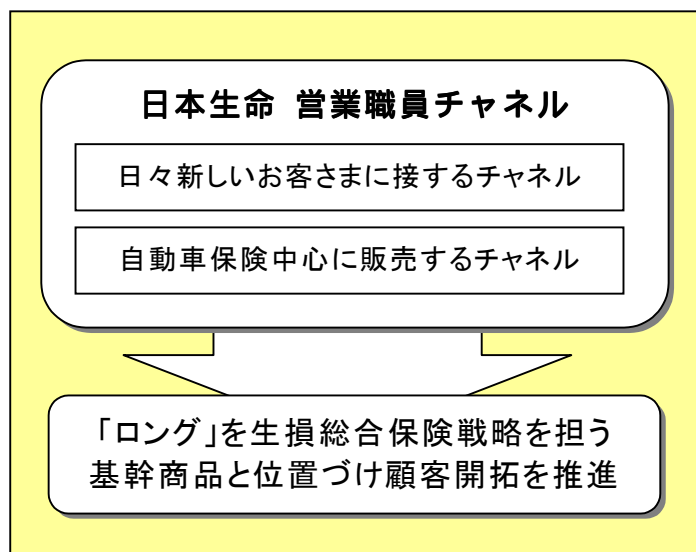 日本生命 営業職員チャネル
日々新しいお客さまに接するチャネル
自動車保険中心に販売するチャネル
「ロング」を生損総合保険戦略を担う
基幹商品と位置づけ顧客開拓を推進